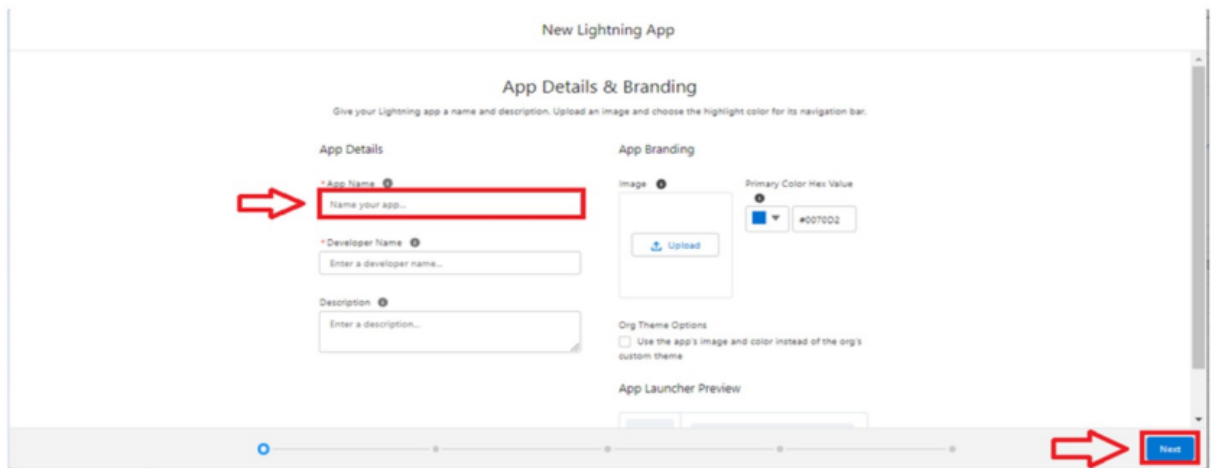 New Lightning App
App Details & Branding
Give your Lightning app a name and description. Upload an image and choose the highlight color for its navigation bar.
App Details
*App Name
Name your app...
*Developer Name
Enter a developer name...
Description
Enter a description...
App Branding
Image
Upload
Primary Color Hex Value
#0070D2
Org Theme Options
Use the app's image and color instead of the org's
custom theme
App Launcher Preview
Next